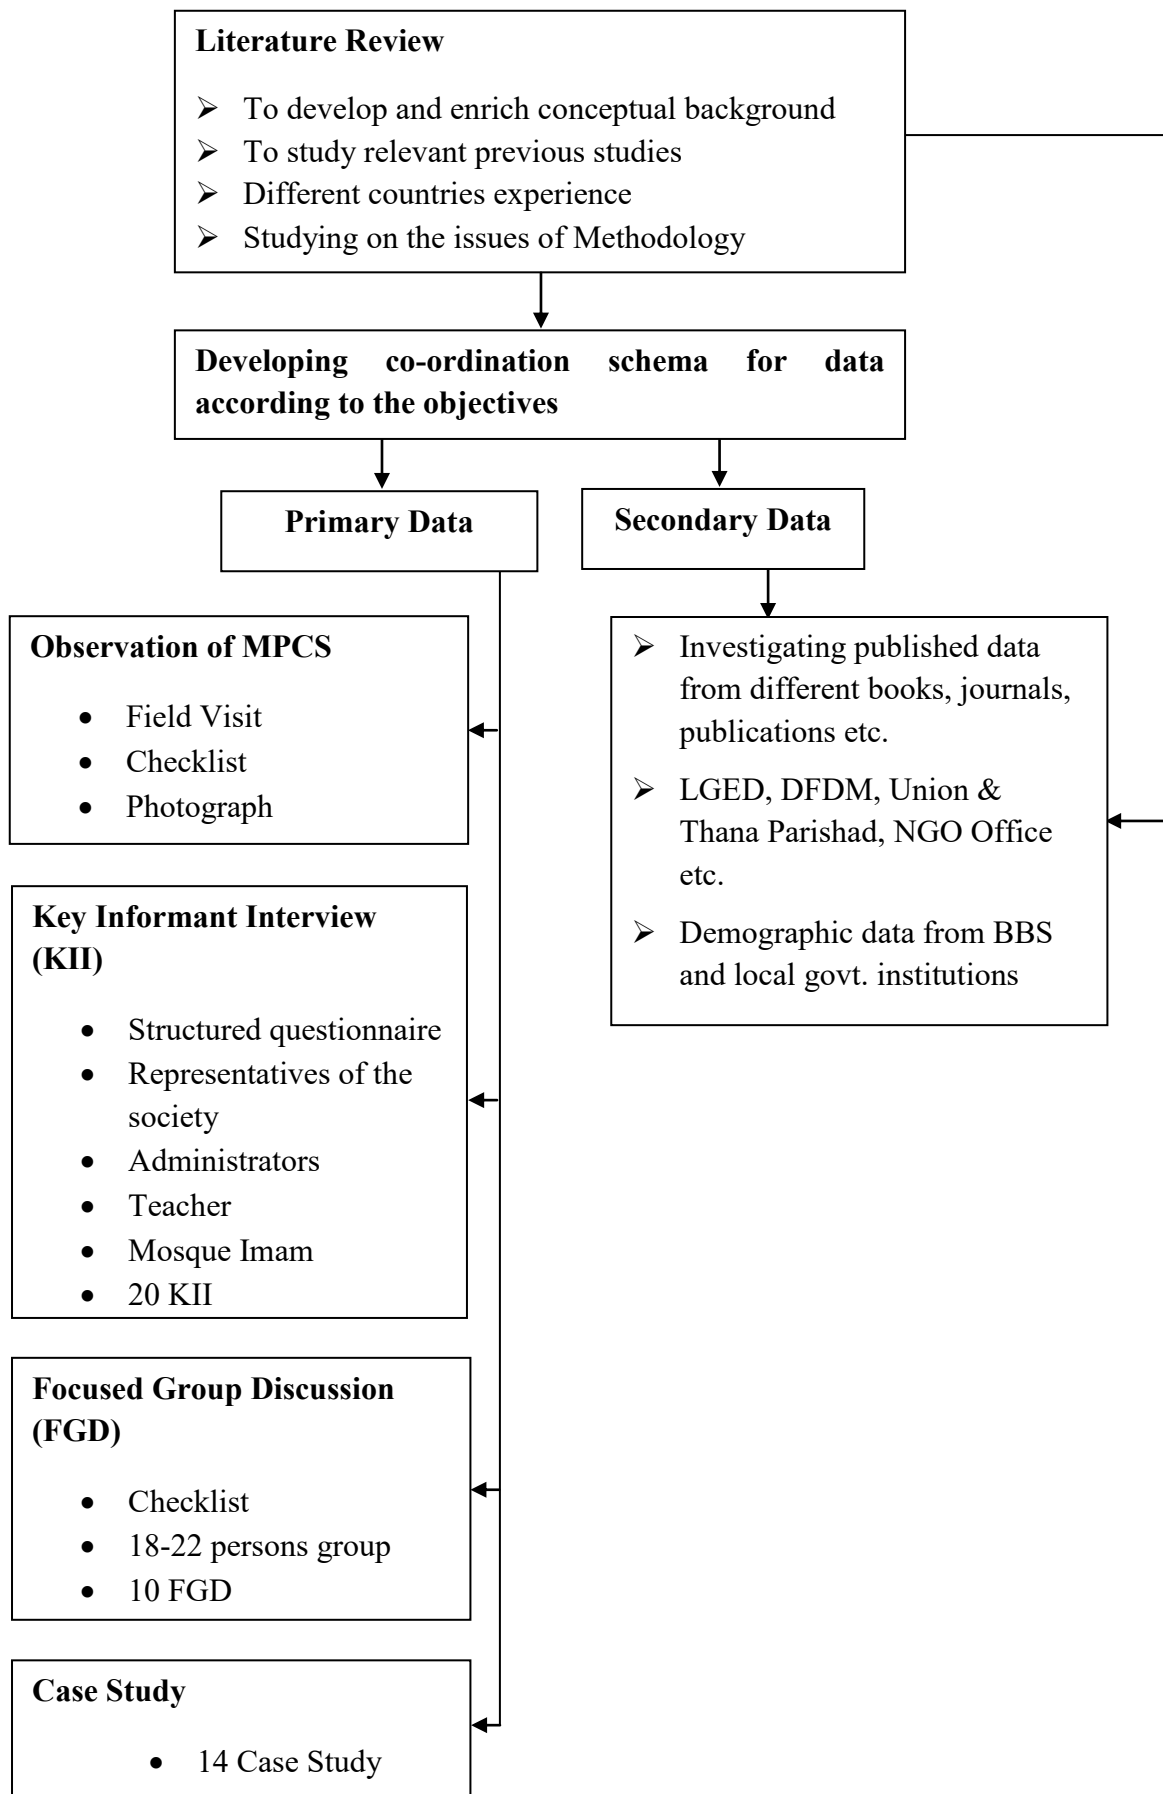 Literature Review
➢ To develop and enrich conceptual background
➢ To study relevant previous studies
➢ Different countries experience
➢ Studying on the issues of Methodology
Developing co-ordination schema for data
according to the objectives
Primary Data
Secondary Data
Observation of MPCS
• Field Visit
• Checklist
• Photograph
Key Informant Interview
(KII)
• Structured questionnaire
• Representatives of the
society
• Administrators
• Teacher
• Mosque Imam
• 20 KII
Focused Group Discussion
(FGD)
• Checklist
• 18-22 persons group
• 10 FGD
Case Study
• 14 Case Study
➢ Investigating published data
from different books, journals,
publications etc.
➢ LGED, DFDM, Union &
Thana Parishad, NGO Office
etc.
➢ Demographic data from BBS
and local govt. institutions